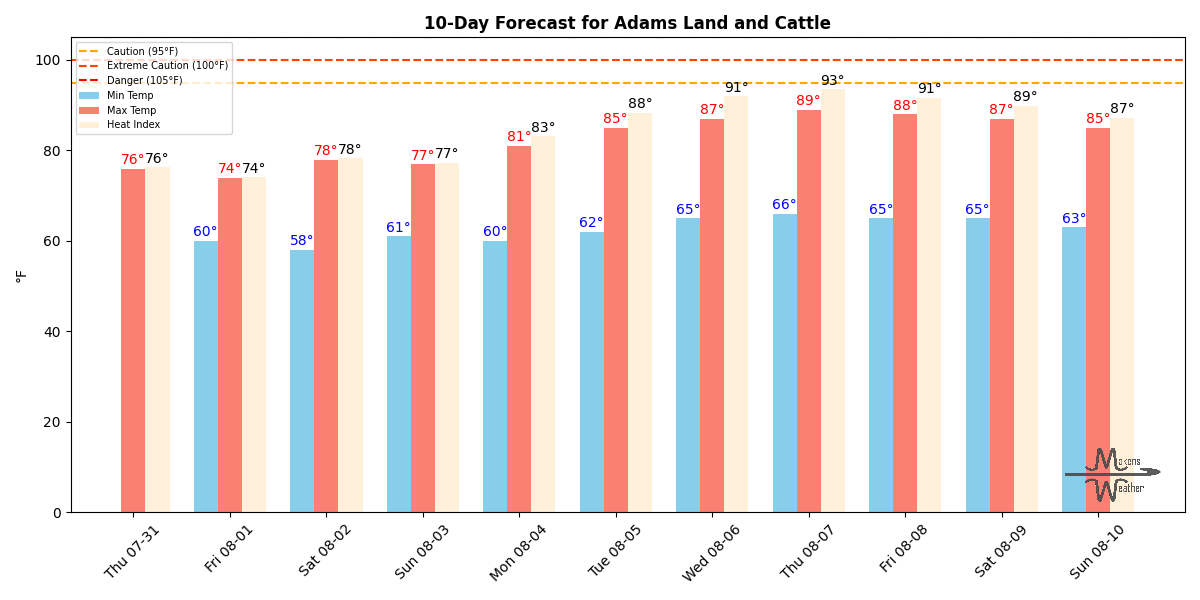 10-Day Forecast for Adams Land and Cattle
Caution (95°F)
Extreme Caution (100°F)
Danger (105°F)
Min Temp
Max Temp
Heat Index
°F
100
80
60
40
20
0
76° 76°
60° 74° 74°
58° 78° 78°
61° 77° 77°
60° 81° 83°
62° 85° 88°
65° 87° 91°
66° 89° 93°
65° 88° 91°
65° 87° 89°
63° 85° 87°
Thu 07-31
Fri 08-01
Sat 08-02
Sun 08-03
Mon 08-04
Tue 08-05
Wed 08-06
Thu 08-07
Fri 08-08
Sat 08-09
Sun 08-10